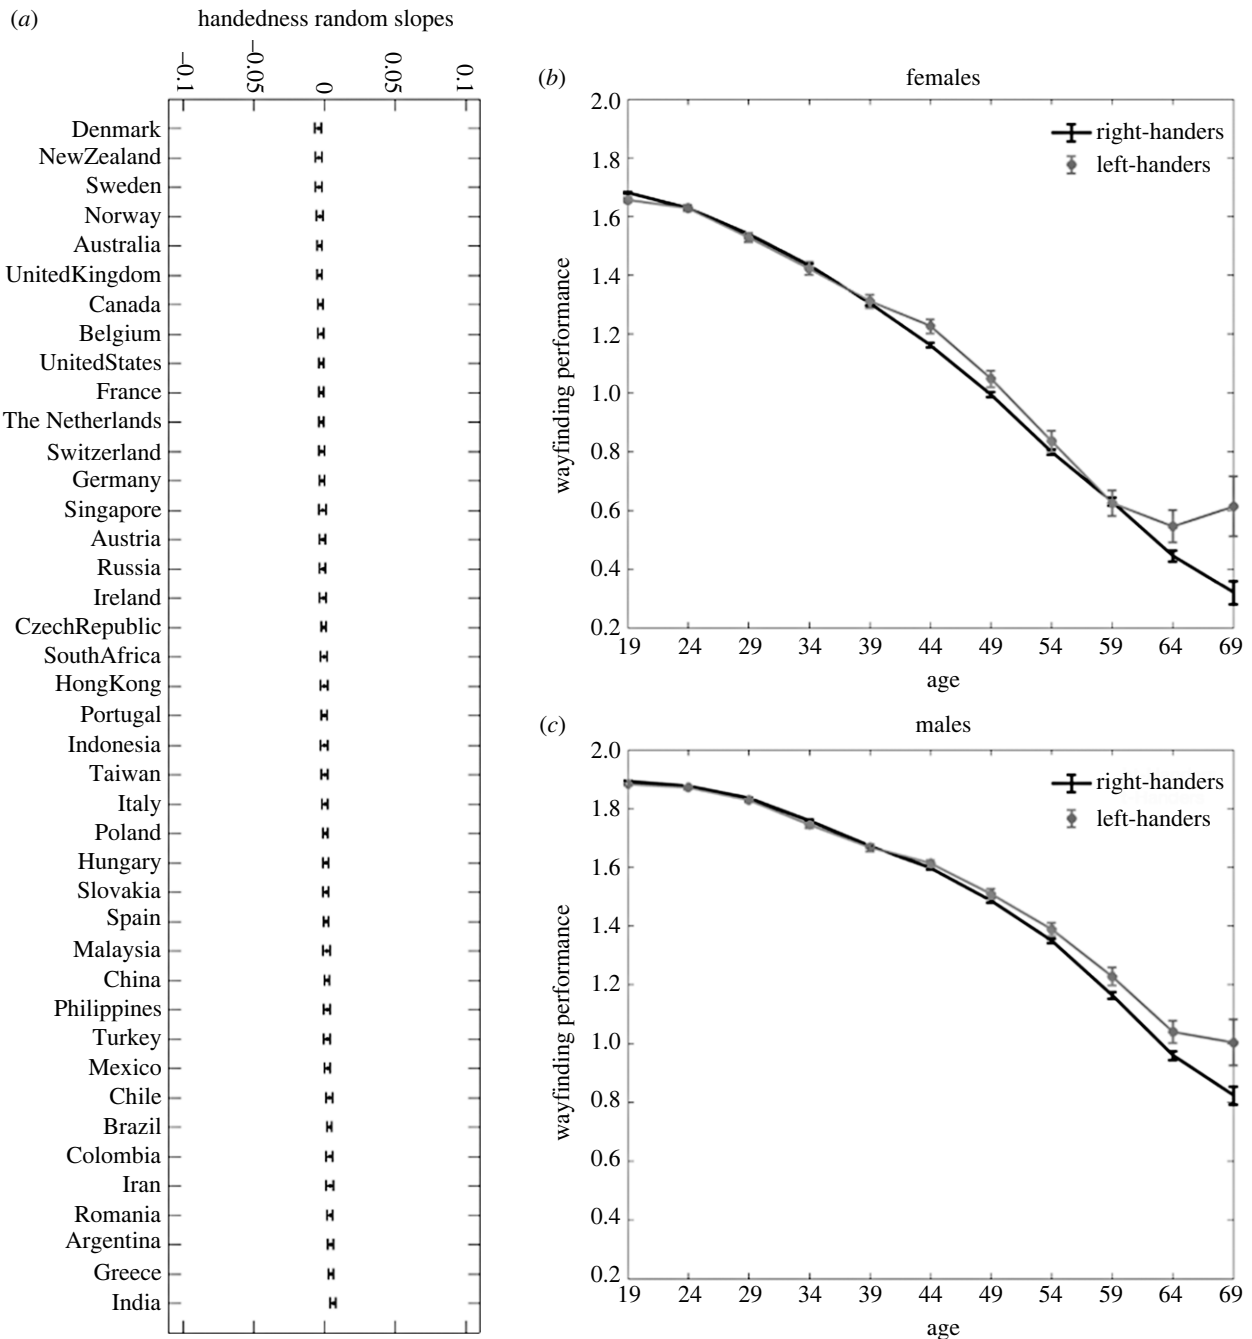 (a)
handedness random slopes
–0.1
–0.05
0
0.05
0.1
Denmark
NewZealand
Sweden
Norway
Australia
UnitedKingdom
Canada
Belgium
UnitedStates
France
The Netherlands
Switzerland
Germany
Singapore
Austria
Russia
Ireland
CzechRepublic
SouthAfrica
HongKong
Portugal
Indonesia
Taiwan
Italy
Poland
Hungary
Slovakia
Spain
Malaysia
China
Philippines
Turkey
Mexico
Chile
Brazil
Colombia
Iran
Romania
Argentina
Greece
India
(b)
females
right-handers
left-handers
wayfinding performance
2.0
1.8
1.6
1.4
1.2
1.0
0.8
0.6
0.4
0.2
19 24 29 34 39 44 49 54 59 64 69
age
(c)
males
right-handers
left-handers
wayfinding performance
2.0
1.8
1.6
1.4
1.2
1.0
0.8
0.6
0.4
0.2
19 24 29 34 39 44 49 54 59 64 69
age